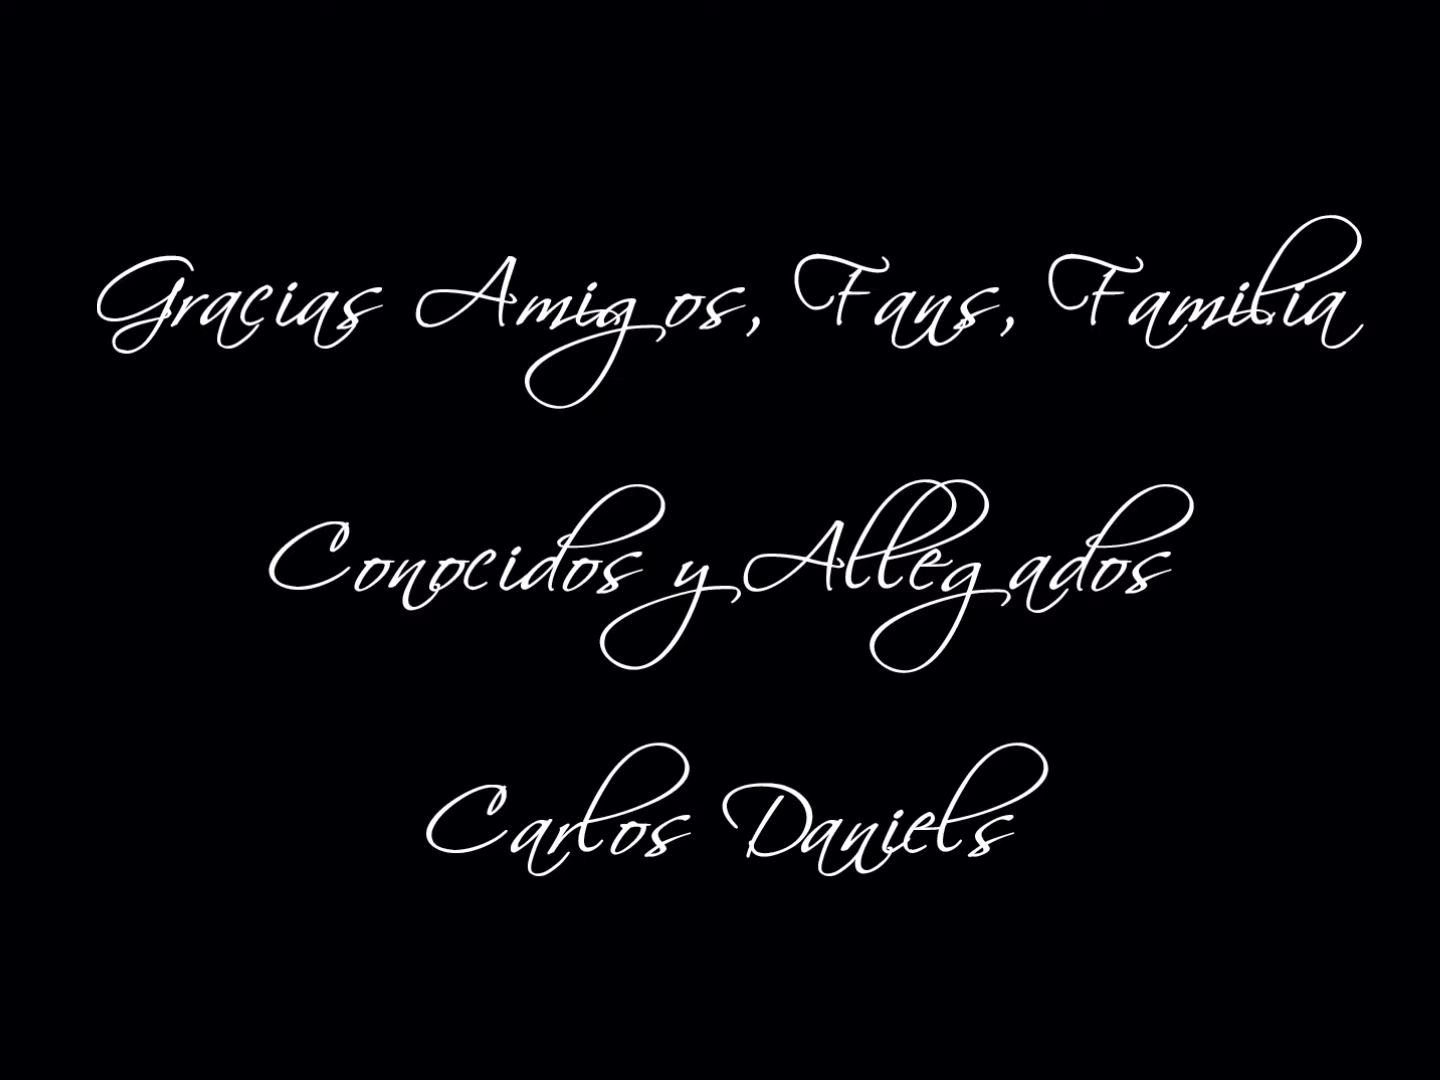 Gracias Amigos, Fans, Familia
Conocidos y Allegados
Carlos Daniels